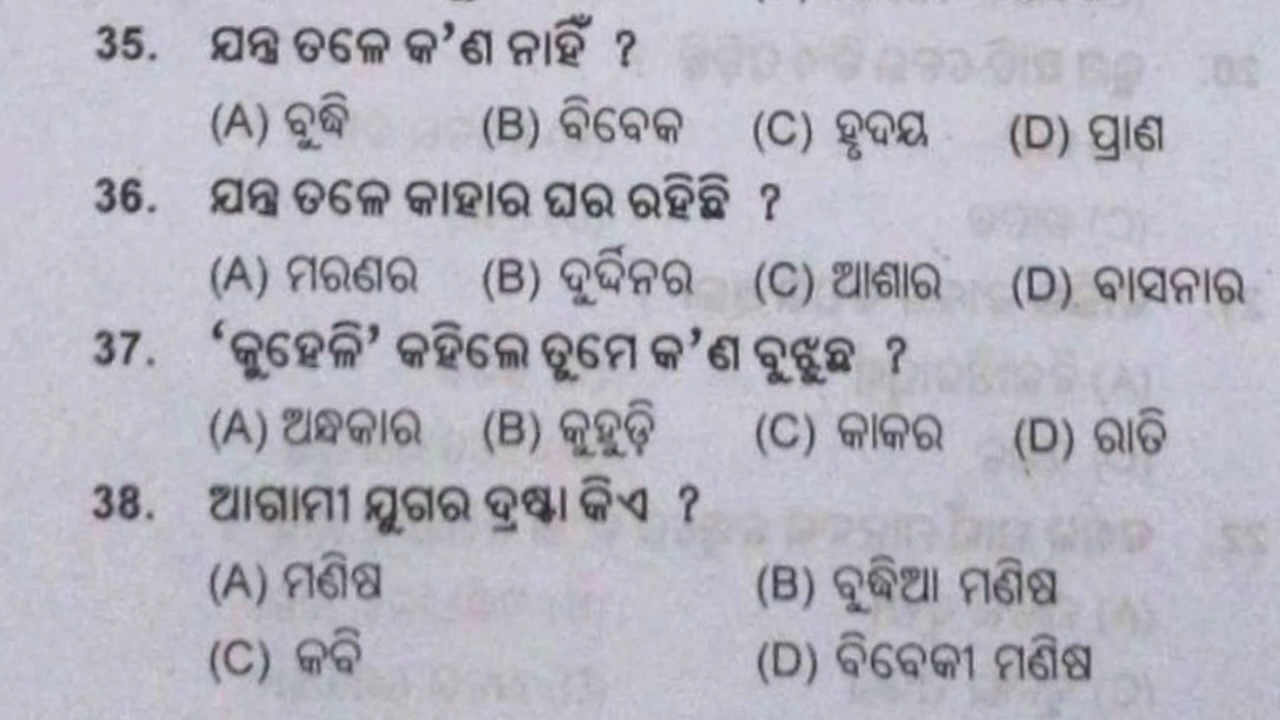 35. ଯନ୍ତ୍ର ତଳେ କ’ଣ ନାହିଁ ?
(A) ବୁଦ୍ଧି (B) ବିବେକ (C) ହୃଦୟ (D) ପ୍ରାଣ
36. ଯନ୍ତ୍ର ତଳେ କାହାର ଘର ରହିଛି ?
(A) ମରଣର (B) ଦୁର୍ଦ୍ଦିନର (C) ଆଶାର (D) ବାସନାର
37. ‘କୁହେଳି’ କହିଲେ ତୁମେ କ’ଣ ବୁଝୁଛ ?
(A) ଅନ୍ଧକାର (B) କୁହୁଡ଼ି (C) କାକର (D) ରାତି
38. ଆଗାମୀ ଯୁଗର ଦ୍ରଷ୍ଟା କିଏ ?
(A) ମଣିଷ (B) ବୁଦ୍ଧିଆ ମଣିଷ
(C) କବି (D) ବିବେକୀ ମଣିଷ